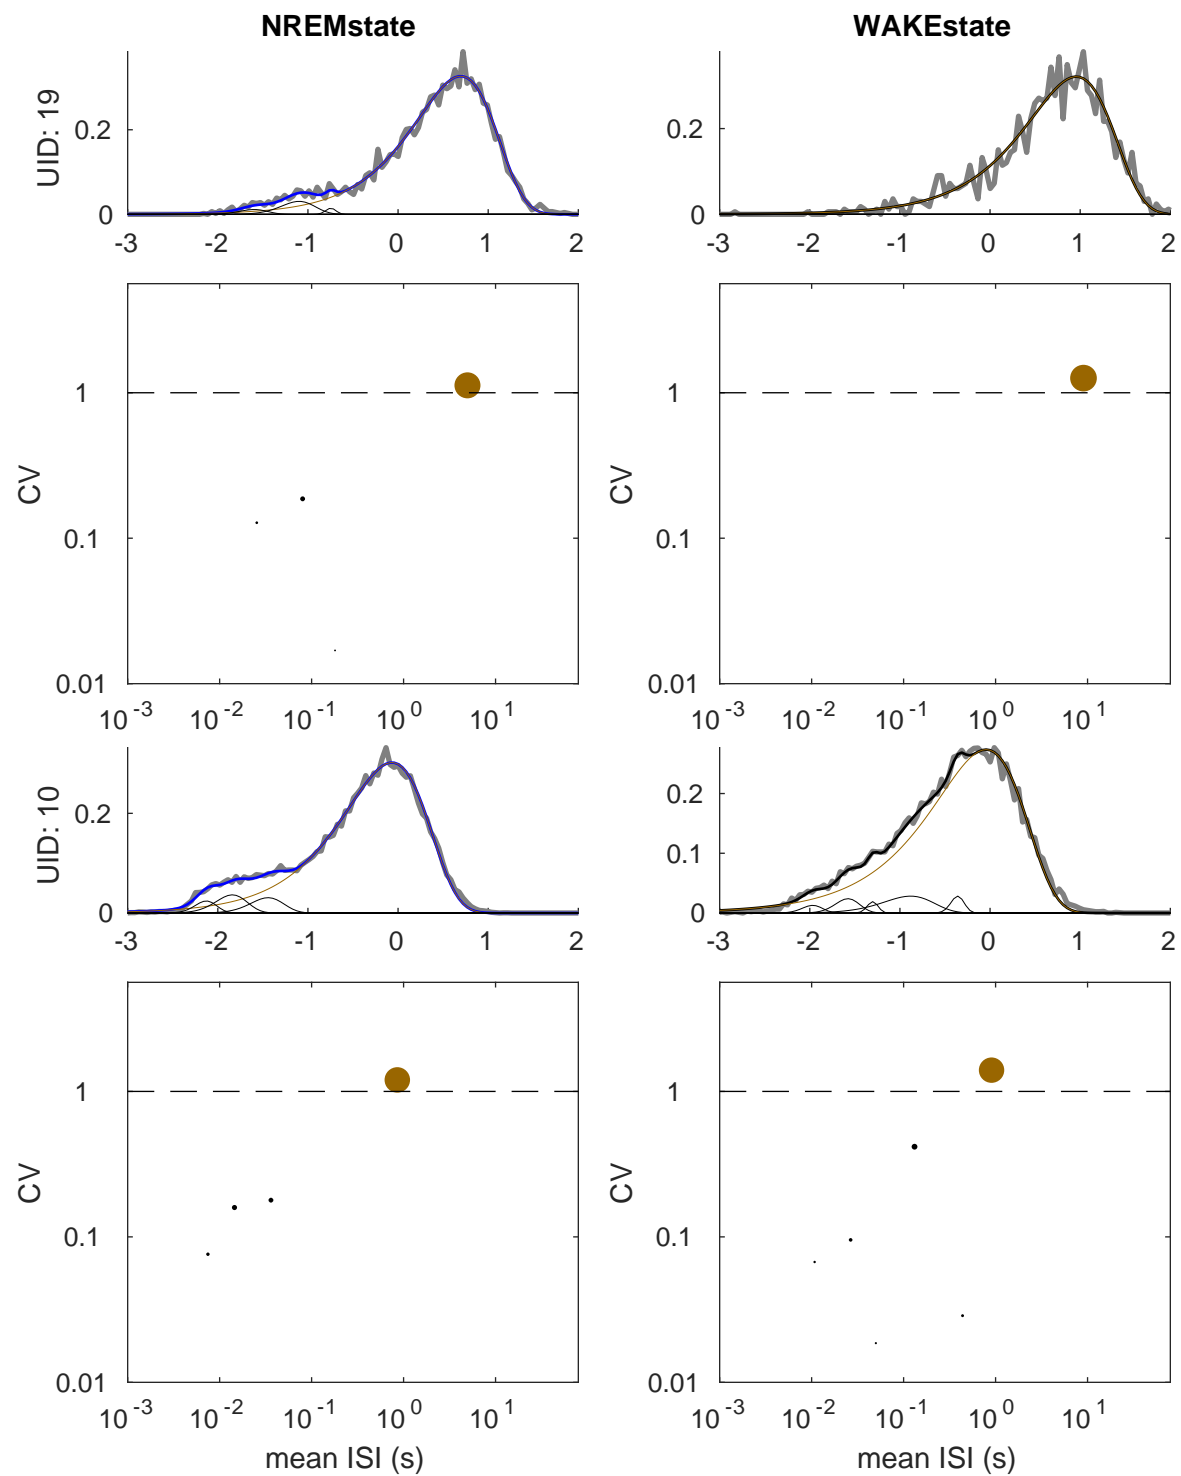 NREMstate WAKEstate
UID: 19
0.2 0.2
0 0
-3 -2 -1 0 1 2 -3 -2 -1 0 1 2
1 1
CV CV
0.1 0.1
0.01 0.01
10^-3 10^-2 10^-1 10^0 10^1 10^-3 10^-2 10^-1 10^0 10^1
UID: 10
0.2 0.2
0.1
0 0
-3 -2 -1 0 1 2 -3 -2 -1 0 1 2
1 1
CV CV
0.1 0.1
0.01 0.01
10^-3 10^-2 10^-1 10^0 10^1 10^-3 10^-2 10^-1 10^0 10^1
mean ISI (s) mean ISI (s)